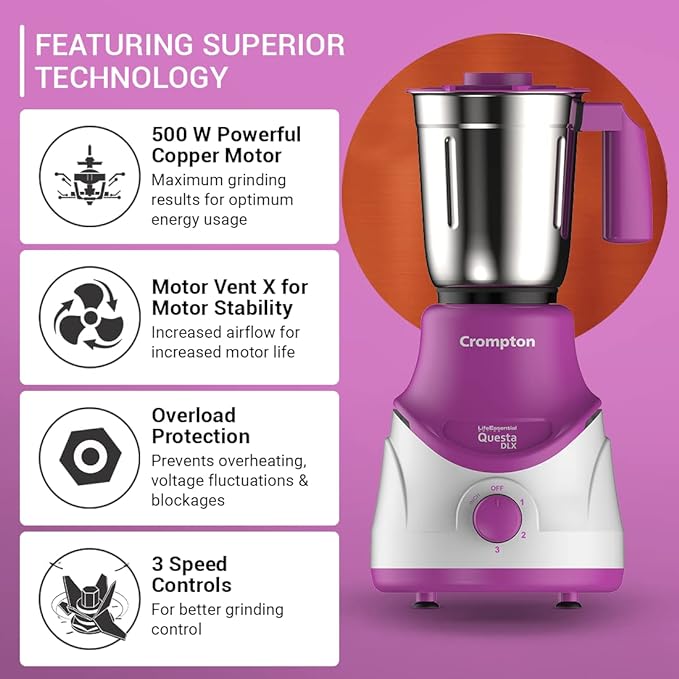 FEATURING SUPERIOR
TECHNOLOGY
500 W Powerful
Copper Motor
Maximum grinding
results for optimum
energy usage
Motor Vent X for
Motor Stability
Increased airflow for
increased motor life
Overload
Protection
Prevents overheating,
voltage fluctuations &
blockages
3 Speed
Controls
For better grinding
control
Crompton
LifeEssential
Questa
DLX
INCH
OFF
1
2
3